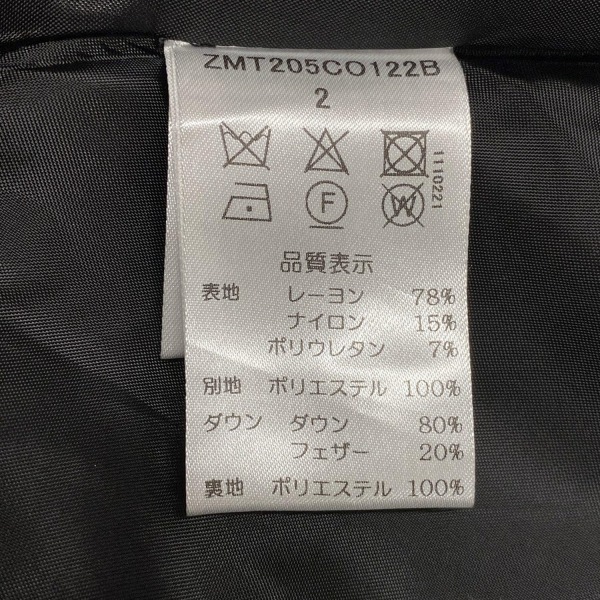 ZMT205CO122B
2
1110221
F
W
品質表示
表地 レーヨン 78%
ナイロン 15%
ポリウレタン 7%
別地 ポリエステル 100%
ダウン ダウン 80%
フェザー 20%
裏地 ポリエステル 100%